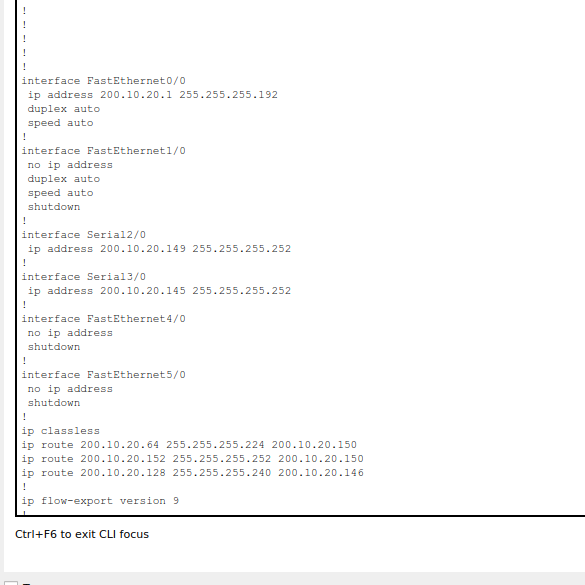 !
!
!
!
!
interface FastEthernet0/0
 ip address 200.10.20.1 255.255.255.192
 duplex auto
 speed auto
!
interface FastEthernet1/0
 no ip address
 duplex auto
 speed auto
 shutdown
!
interface Serial2/0
 ip address 200.10.20.149 255.255.255.252
!
interface Serial3/0
 ip address 200.10.20.145 255.255.255.252
!
interface FastEthernet4/0
 no ip address
 shutdown
!
interface FastEthernet5/0
 no ip address
 shutdown
!
ip classless
ip route 200.10.20.64 255.255.255.224 200.10.20.150
ip route 200.10.20.152 255.255.255.252 200.10.20.150
ip route 200.10.20.128 255.255.255.240 200.10.20.146
!
ip flow-export version 9
!
Ctrl+F6 to exit CLI focus